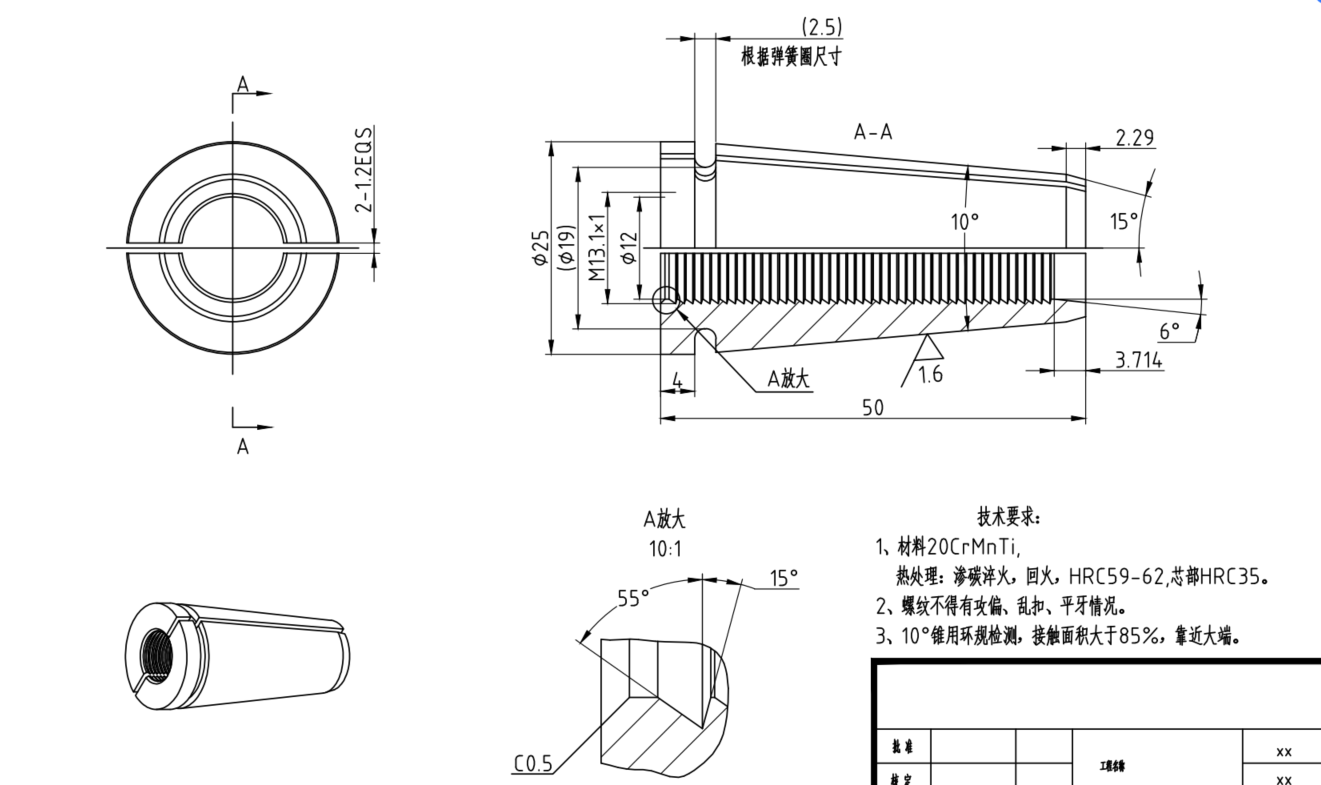 (2.5)
根据弹簧圈尺寸
A
A-A
2.29
2-1.2EQS
15°
10°
φ25
(φ19)
M13.1×1
φ12
6°
3.714
A放大
1.6
4
50
A
A放大
10:1
15°
55°
C0.5
技术要求:
1、材料20CrMnTi,
热处理: 渗碳淬火, 回火, HRC59-62,芯部HRC35。
2、螺纹不得有攻偏、乱扣、平牙情况。
3、10°锥用环规检测, 接触面积大于85%, 靠近大端。
批准
工程名称
xx
核定
xx